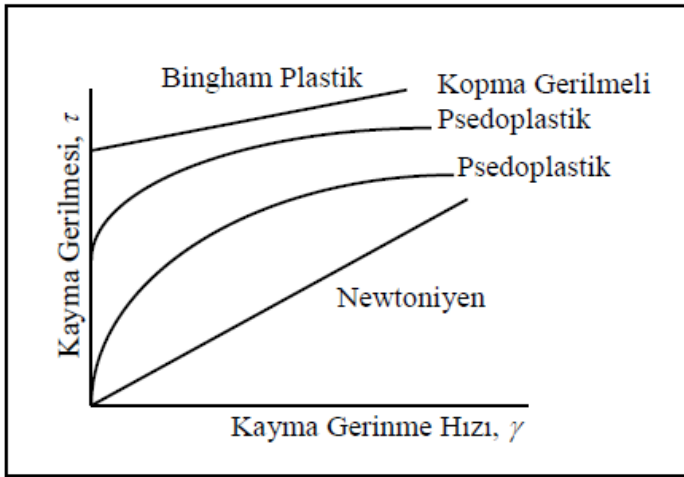 Bingham Plastik
Kopma Gerilmeli
Psedoplastik
Psedoplastik
Newtoniyen
Kayma Gerilmesi, τ
Kayma Gerinme Hızı, γ